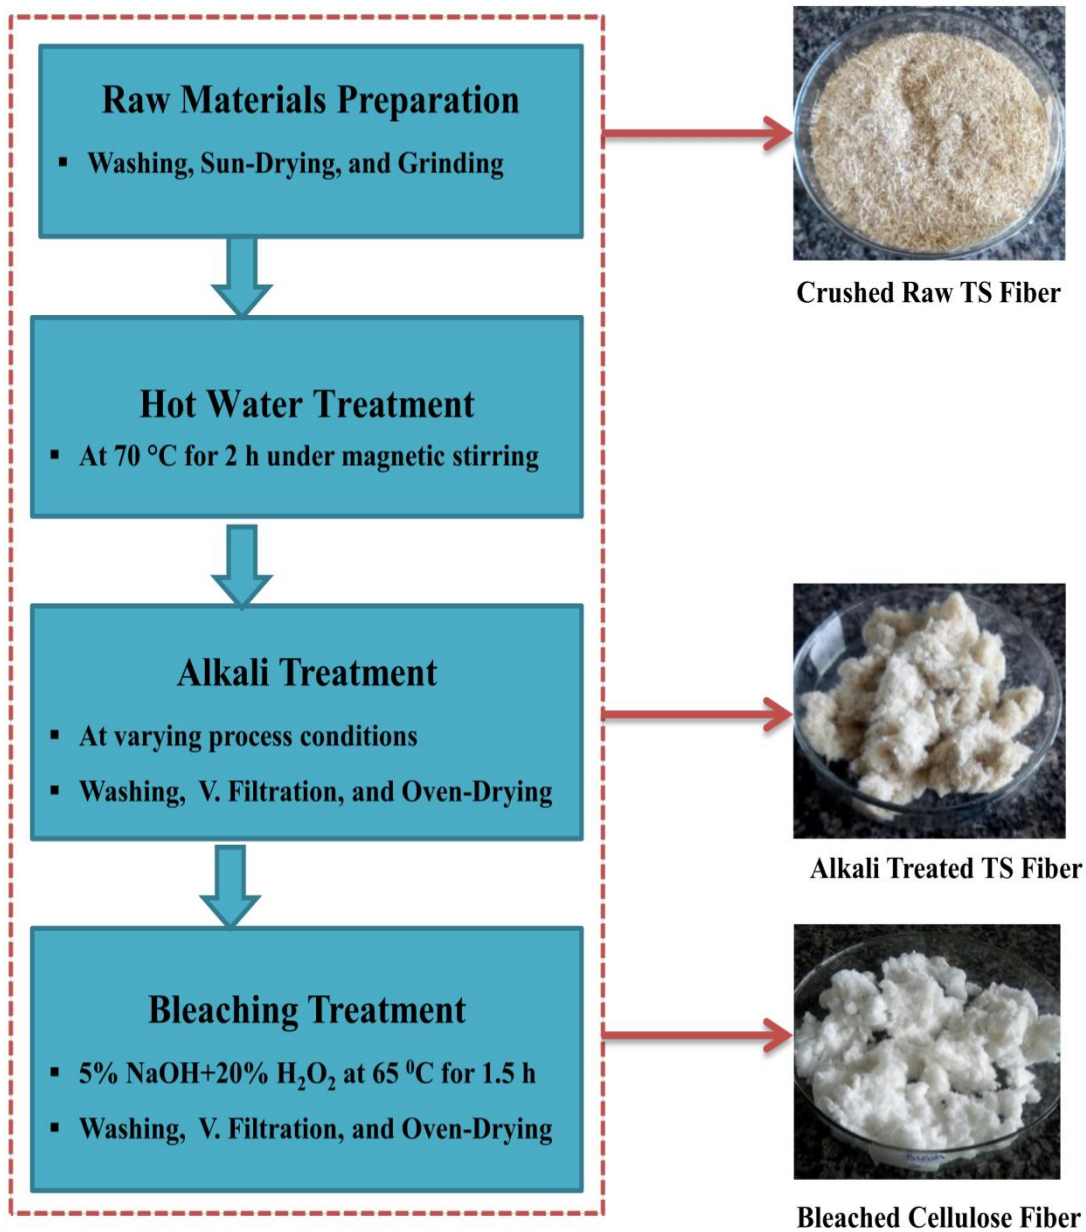 Raw Materials Preparation
▪ Washing, Sun-Drying, and Grinding
Crushed Raw TS Fiber
Hot Water Treatment
▪ At 70 °C for 2 h under magnetic stirring
Alkali Treatment
▪ At varying process conditions
▪ Washing, V. Filtration, and Oven-Drying
Alkali Treated TS Fiber
Bleaching Treatment
▪ 5% NaOH+20% H₂O₂ at 65 ⁰C for 1.5 h
▪ Washing, V. Filtration, and Oven-Drying
Bleached Cellulose Fiber